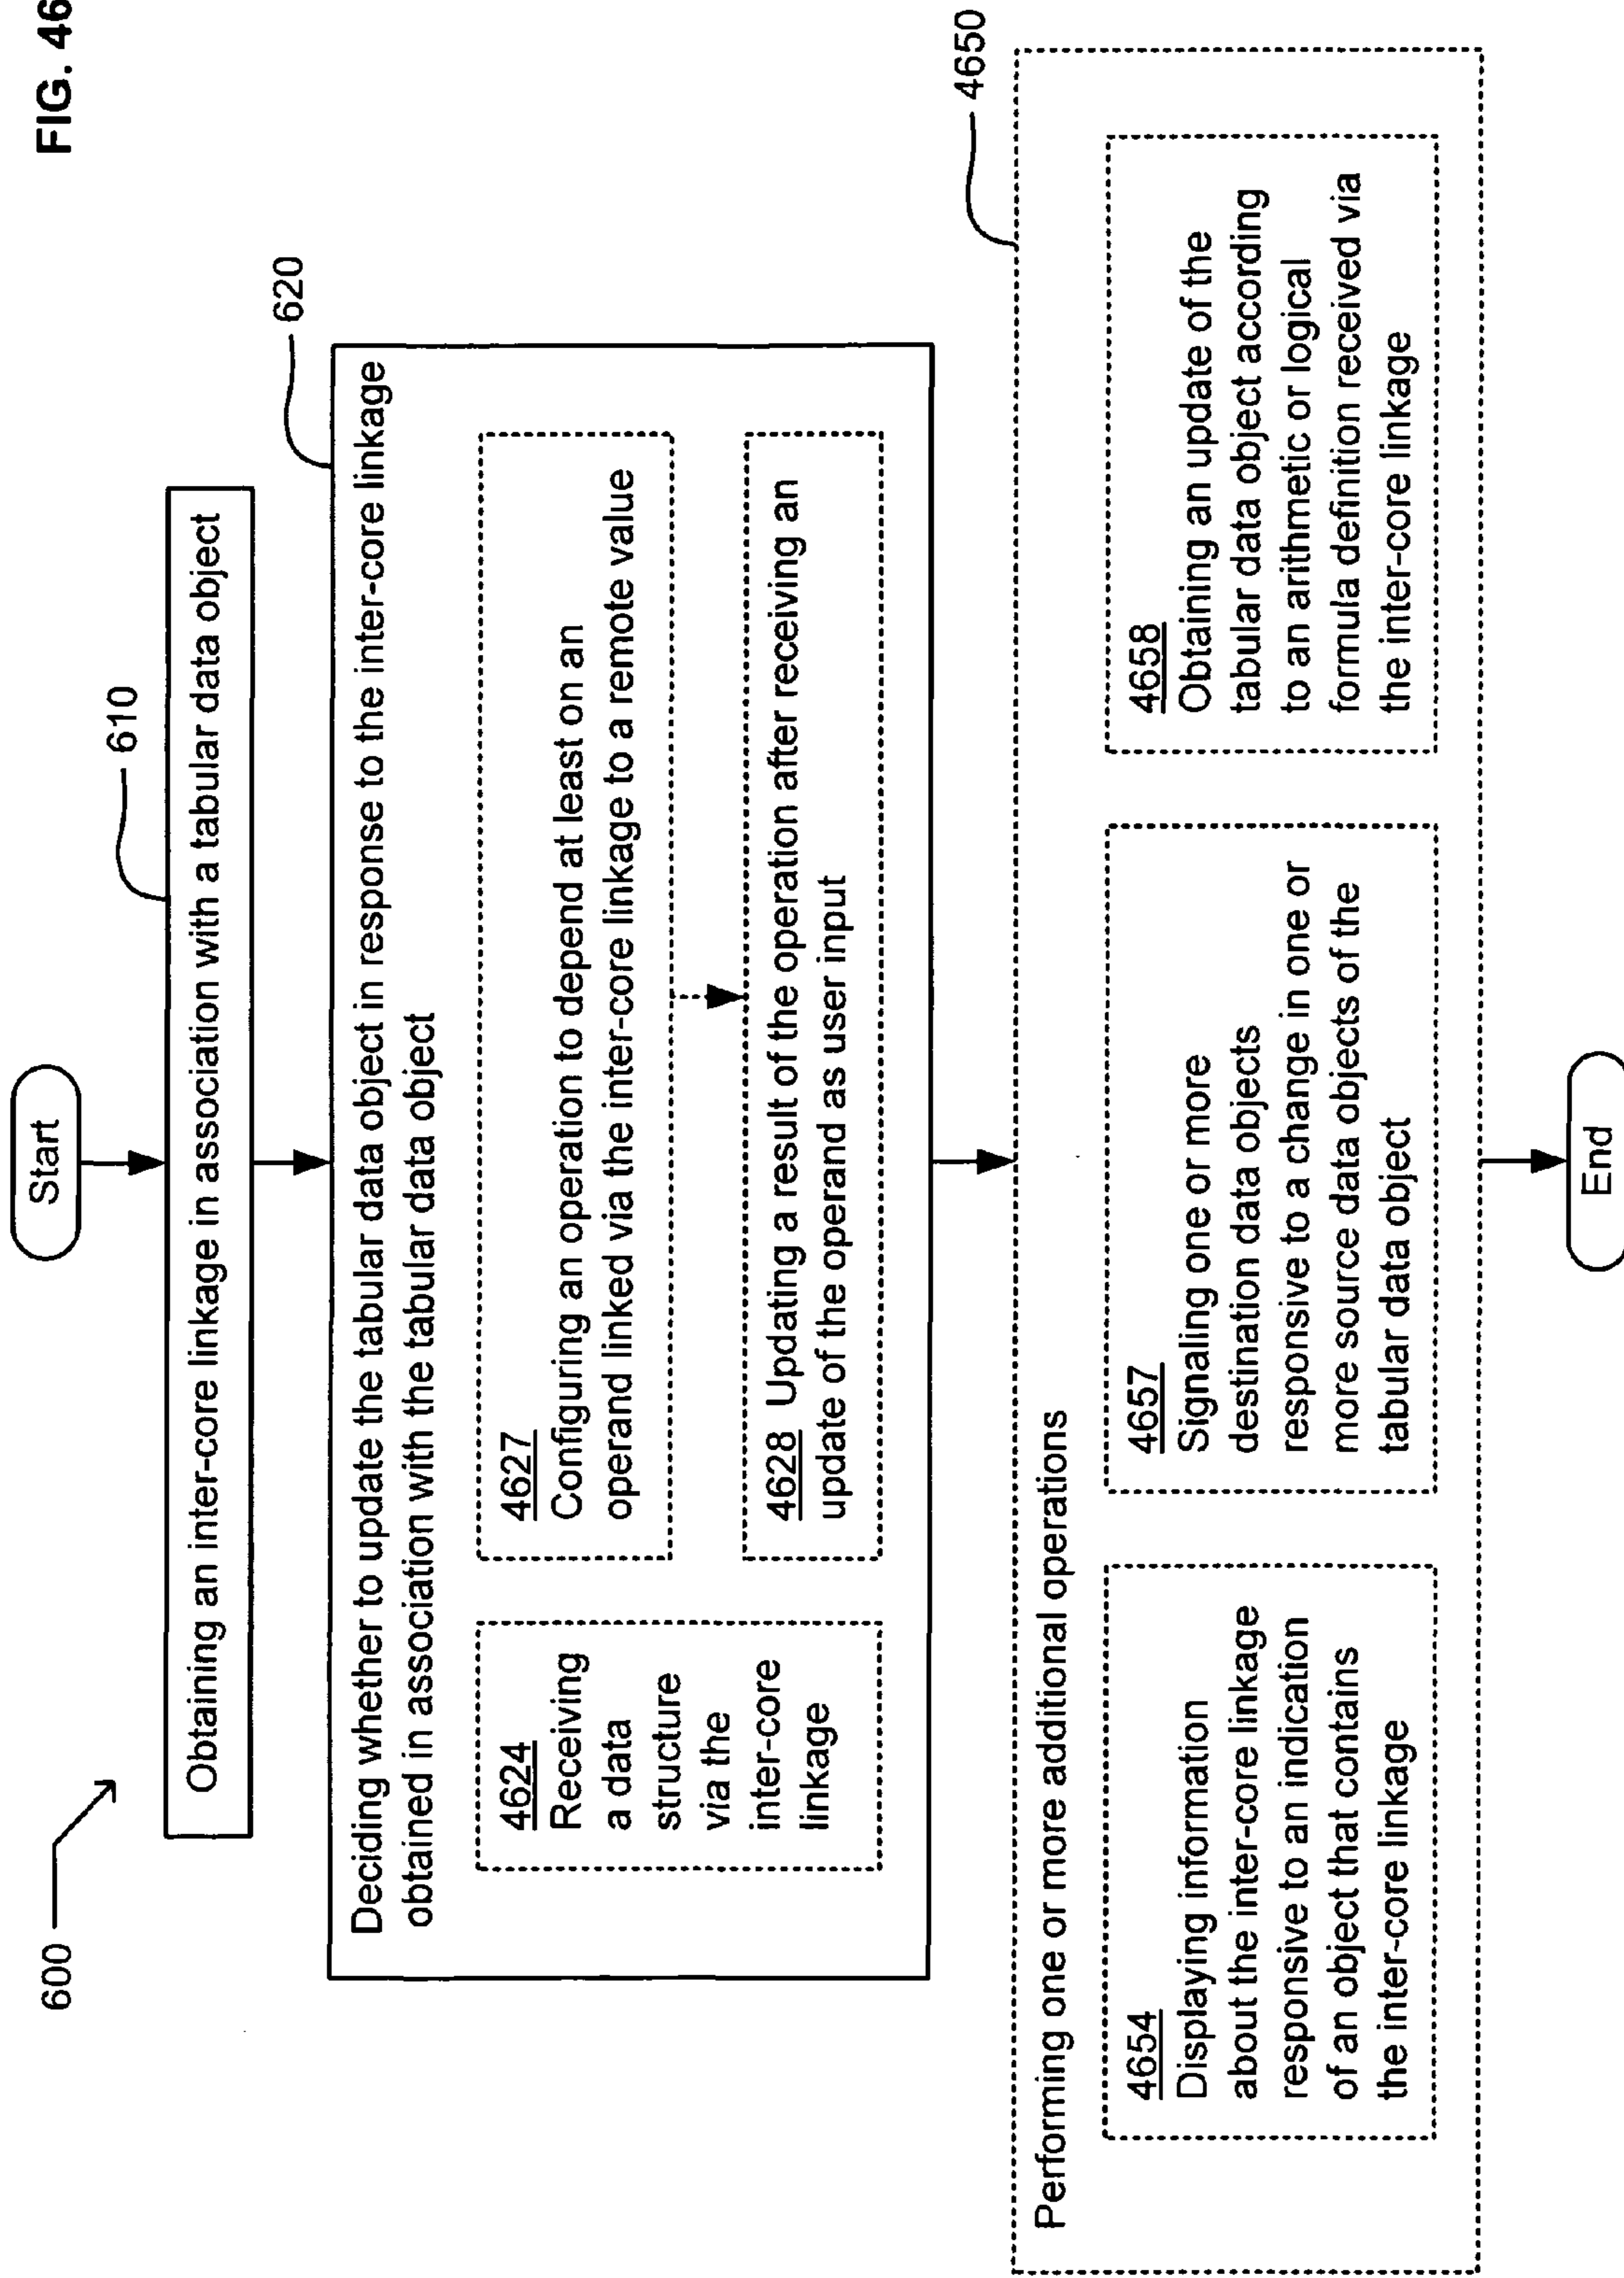 FIG. 46
600
Start
610
Obtaining an inter-core linkage in association with a tabular data object
620
Deciding whether to update the tabular data object in response to the inter-core linkage
obtained in association with the tabular data object
4624
Receiving
a data
structure
via the
inter-core
linkage
4627
Configuring an operation to depend at least on an
operand linked via the inter-core linkage to a remote value
4628 Updating a result of the operation after receiving an
update of the operand as user input
4650
Performing one or more additional operations
4654
Displaying information
about the inter-core linkage
responsive to an indication
of an object that contains
the inter-core linkage
4657
Signaling one or more
destination data objects
responsive to a change in one or
more source data objects of the
tabular data object
4658
Obtaining an update of the
tabular data object according
to an arithmetic or logical
formula definition received via
the inter-core linkage
End